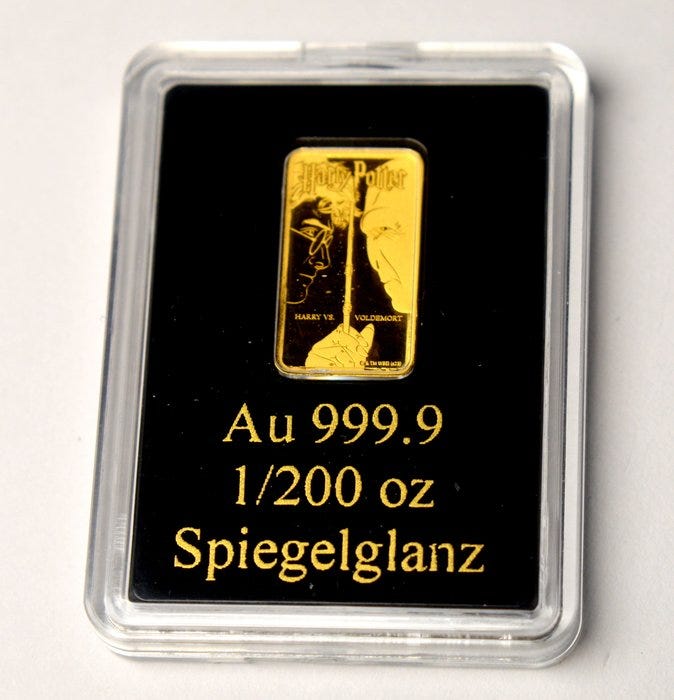 Harry Potter
HARRY VS. VOLDEMORT
Au 999.9
1/200 oz
Spiegelglanz